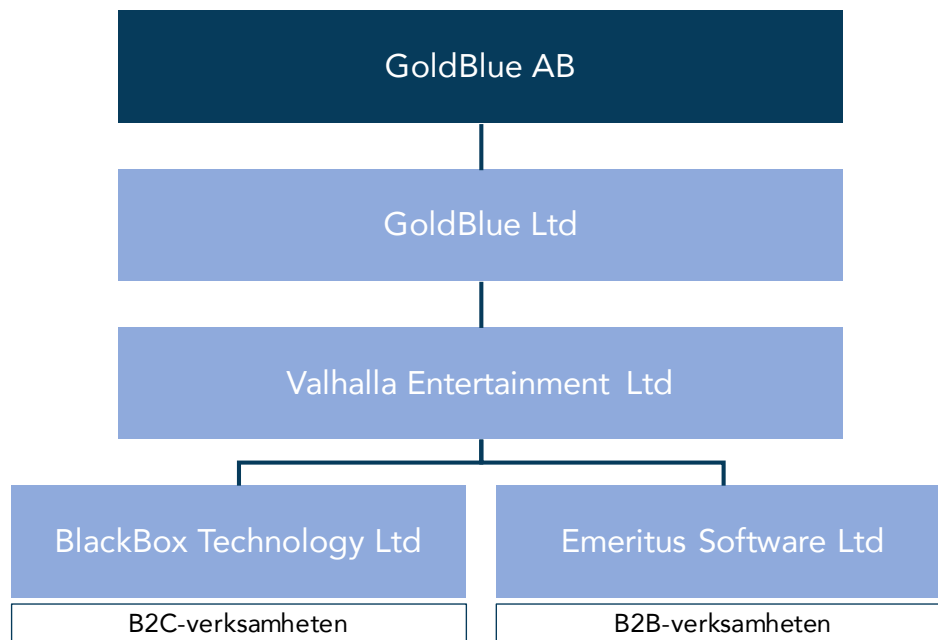 GoldBlue AB
GoldBlue Ltd
Valhalla Entertainment Ltd
BlackBox Technology Ltd
Emeritus Software Ltd
B2C-verksamheten
B2B-verksamheten